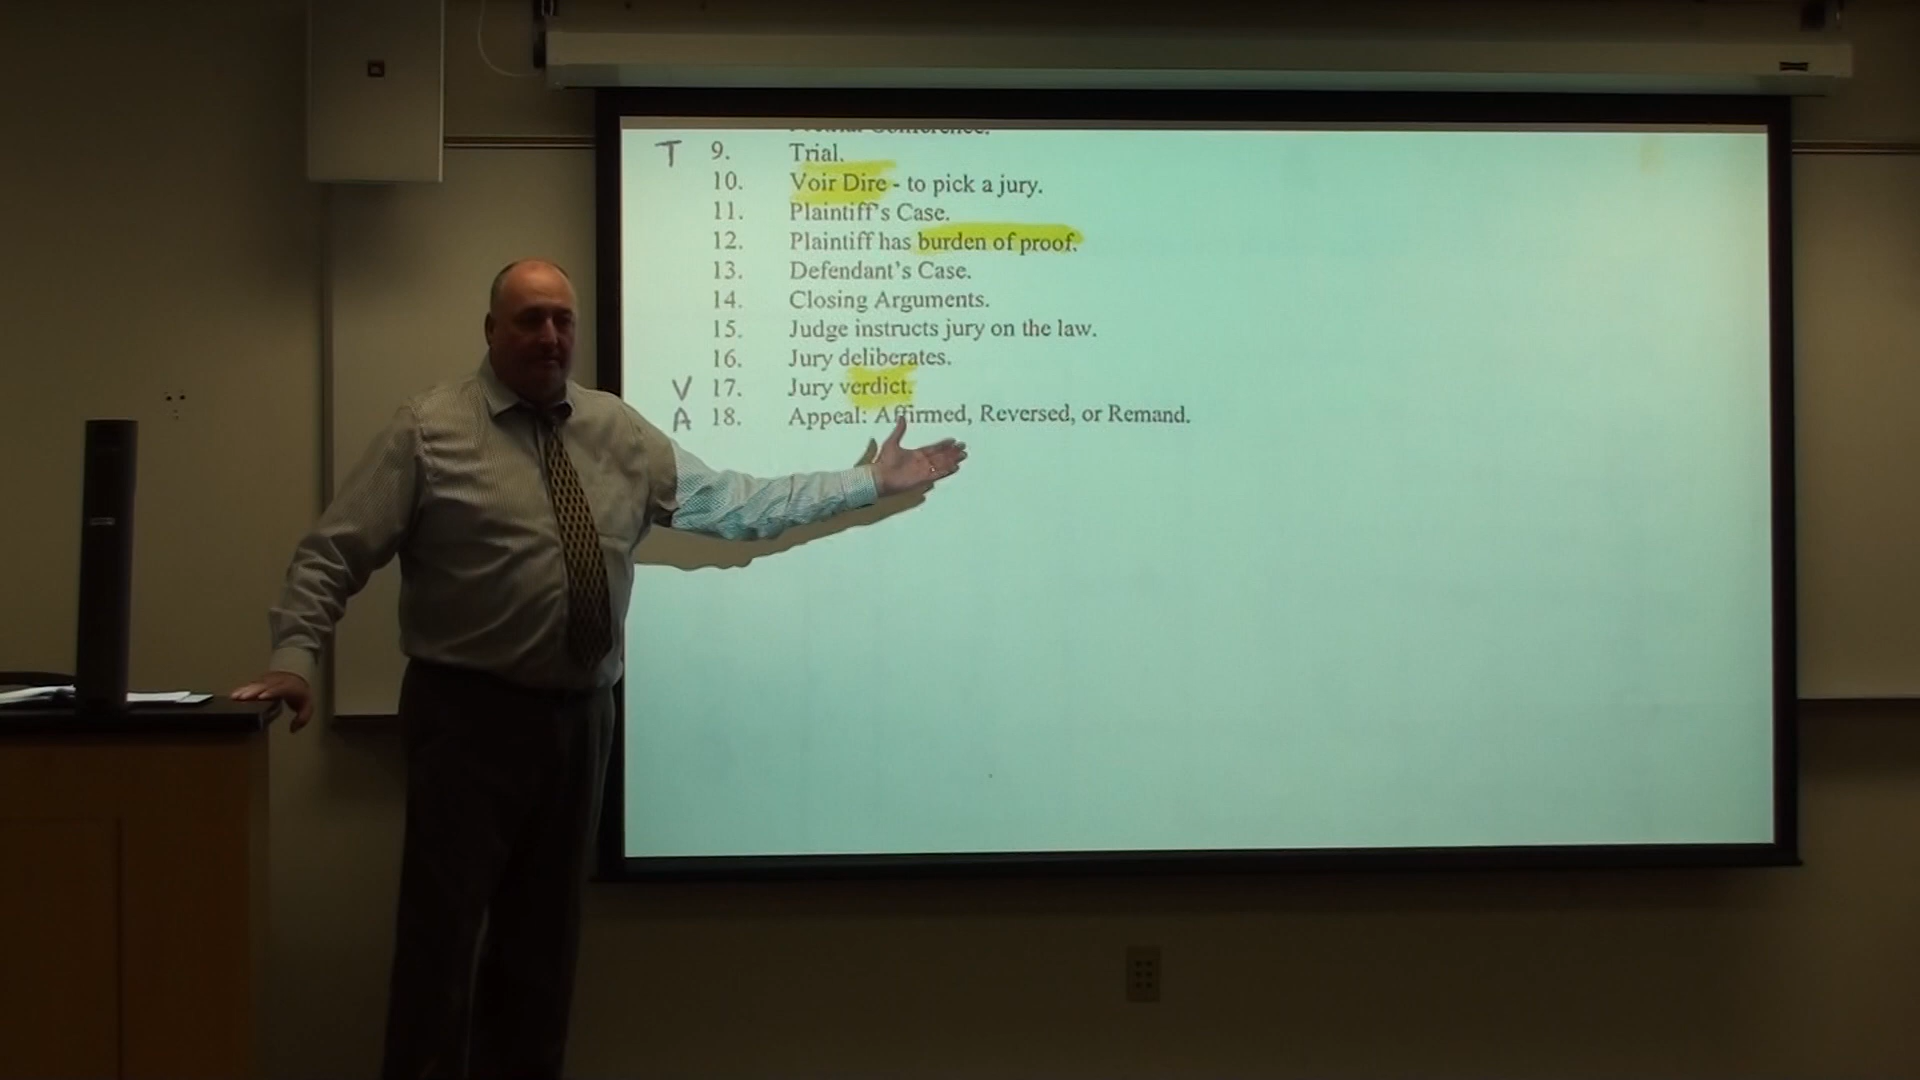 Pretrial Conference.
T 9. Trial.
10. Voir Dire - to pick a jury.
11. Plaintiff's Case.
12. Plaintiff has burden of proof.
13. Defendant's Case.
14. Closing Arguments.
15. Judge instructs jury on the law.
16. Jury deliberates.
V 17. Jury verdict.
A 18. Appeal: Affirmed, Reversed, or Remand.